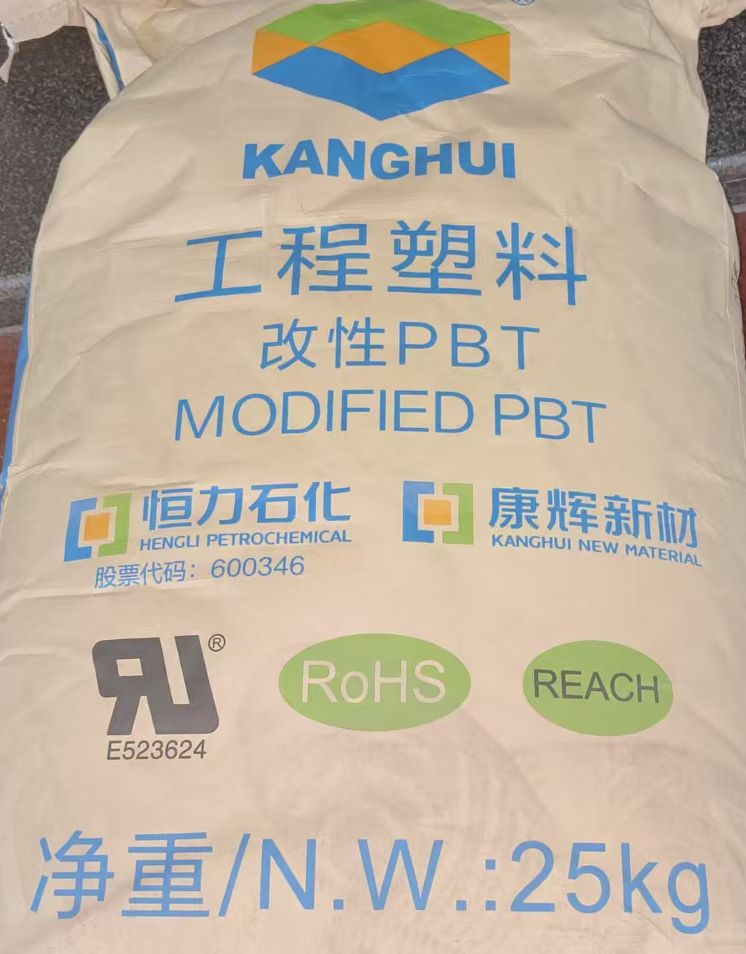 KANGHUI
工程塑料
改性PBT
MODIFIED PBT
恒力石化
HENGLI PETROCHEMICAL
股票代码：600346
康辉新材
KANGHUI NEW MATERIAL
RU®
E523624
RoHS
REACH
净重/N.W.:25kg